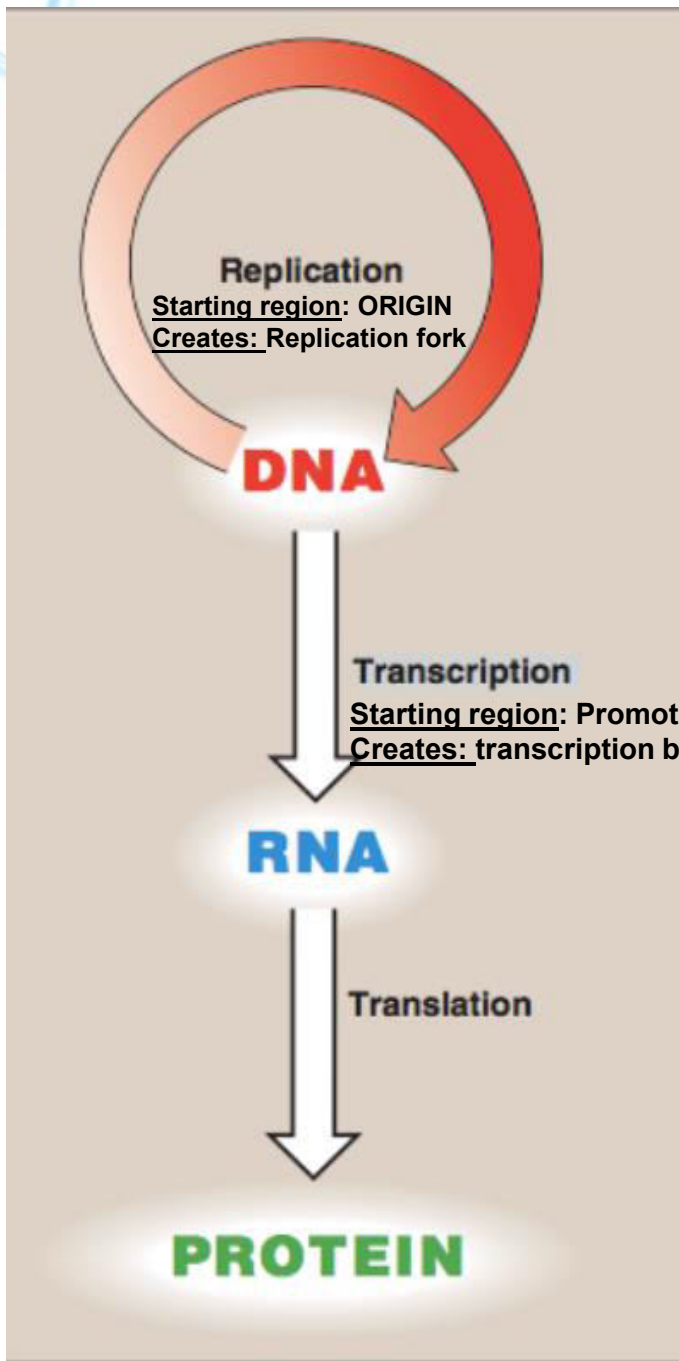 Replication
Starting region: ORIGIN
Creates: Replication fork
DNA
Transcription
Starting region: Promot
Creates: transcription b
RNA
Translation
PROTEIN